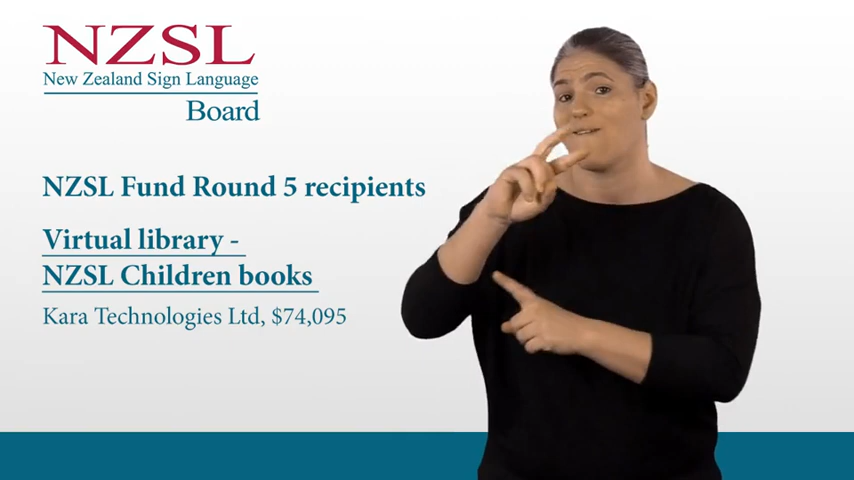 NZSL
New Zealand Sign Language
Board
NZSL Fund Round 5 recipients
Virtual library -
NZSL Children books
Kara Technologies Ltd, $74,095